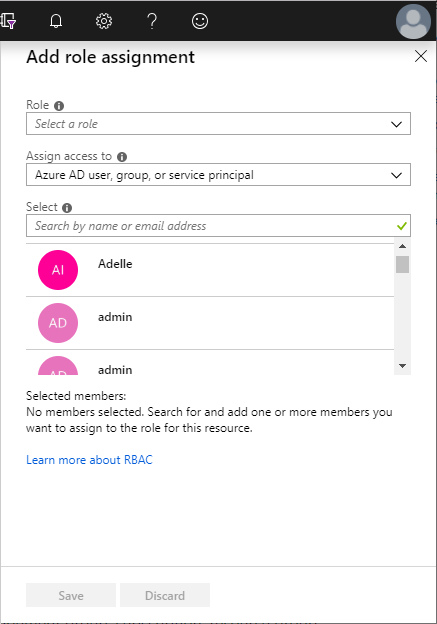 Add role assignment
Role
Select a role
Assign access to
Azure AD user, group, or service principal
Select
Search by name or email address
AI
Adelle
AD
admin
AD
admin
Selected members:
No members selected. Search for and add one or more members you
want to assign to the role for this resource.
Learn more about RBAC
Save
Discard